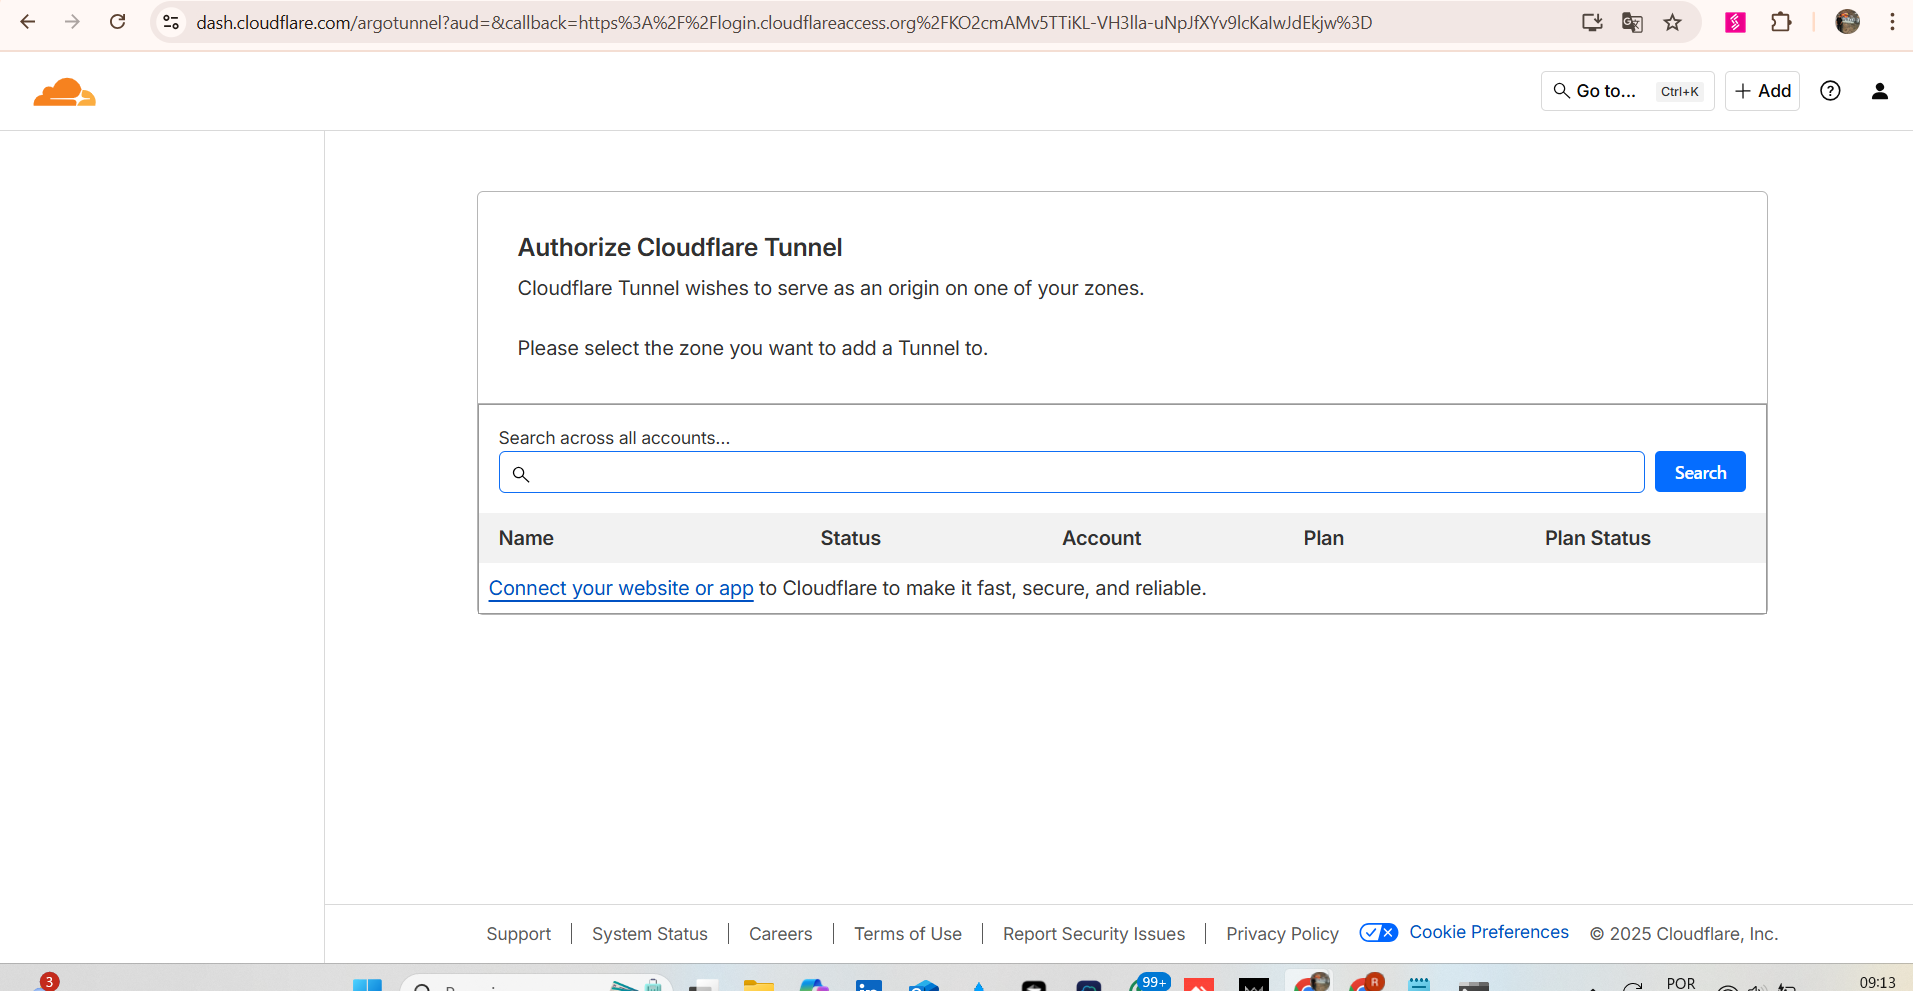 dash.cloudflare.com/argotunnel?aud=&callback=https%3A%2F%2Flogin.cloudflareaccess.org%2FKO2cmAMv5TTiKL-VH3lla-uNpJfXYv9lcKaIwJdEkjw%3D
Go to... Ctrl+K
Add
Authorize Cloudflare Tunnel
Cloudflare Tunnel wishes to serve as an origin on one of your zones.
Please select the zone you want to add a Tunnel to.
Search across all accounts...
Search
Name Status Account Plan Plan Status
Connect your website or app to Cloudflare to make it fast, secure, and reliable.
Support System Status Careers Terms of Use Report Security Issues Privacy Policy Cookie Preferences © 2025 Cloudflare, Inc.
3 99+ R POR 09:13